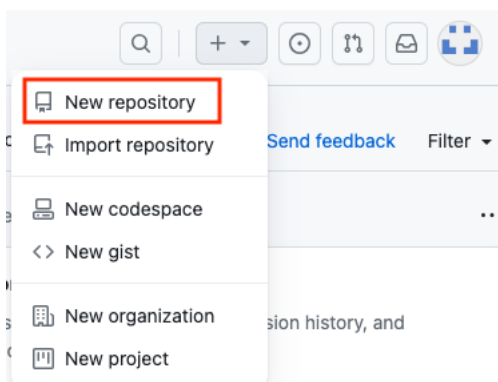 New repository
Import repository
Send feedback
Filter
New codespace
New gist
New organization
sion history, and
New project